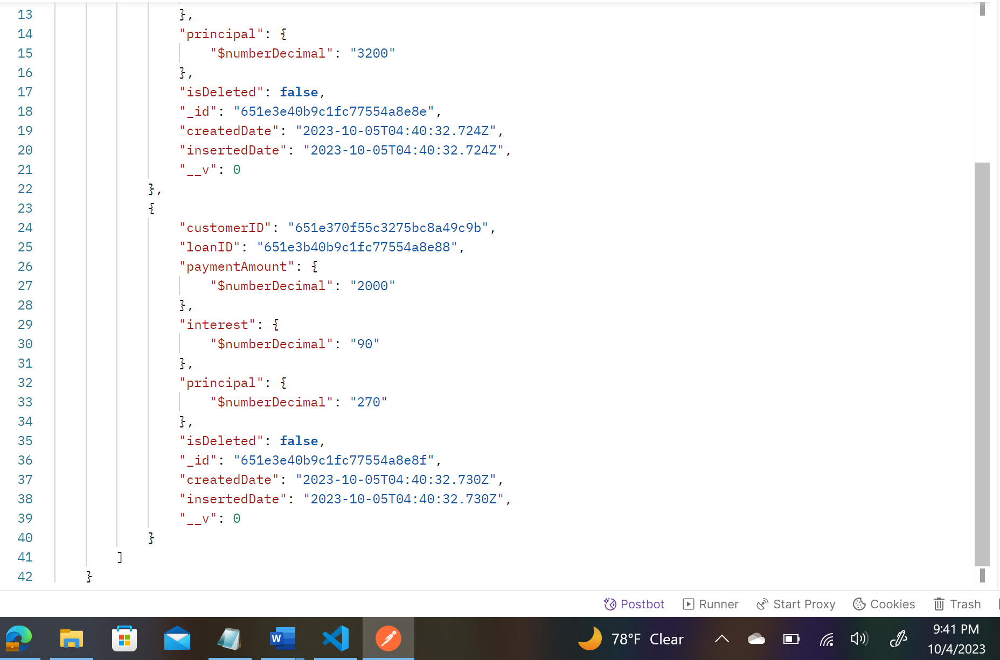 13 },
14 "principal": {
15 "$numberDecimal": "3200"
16 },
17 "isDeleted": false,
18 "_id": "651e3e40b9c1fc77554a8e8e",
19 "createdDate": "2023-10-05T04:40:32.724Z",
20 "insertedDate": "2023-10-05T04:40:32.724Z",
21 "__v": 0
22 },
23 {
24 "customerID": "651e370f55c3275bc8a49c9b",
25 "loanID": "651e3b40b9c1fc77554a8e88",
26 "paymentAmount": {
27 "$numberDecimal": "2000"
28 },
29 "interest": {
30 "$numberDecimal": "90"
31 },
32 "principal": {
33 "$numberDecimal": "270"
34 },
35 "isDeleted": false,
36 "_id": "651e3e40b9c1fc77554a8e8f",
37 "createdDate": "2023-10-05T04:40:32.730Z",
38 "insertedDate": "2023-10-05T04:40:32.730Z",
39 "__v": 0
40 }
41 ]
42 }
Postbot Runner Start Proxy Cookies Trash
W 78°F Clear 9:41 PM
10/4/2023